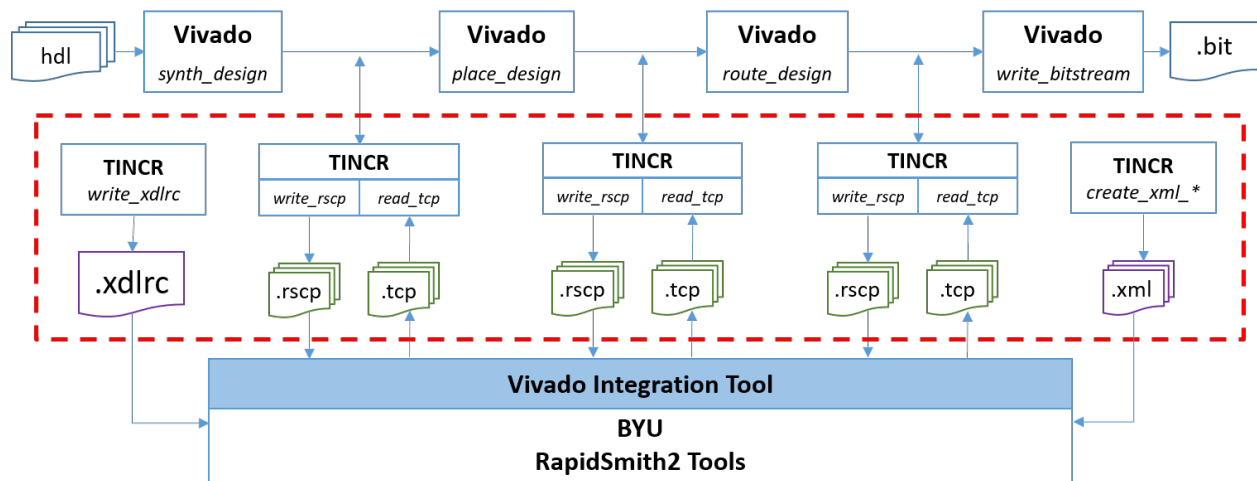 hdl
Vivado
synth_design
Vivado
place_design
Vivado
route_design
Vivado
write_bitstream
.bit
TINCR
write_xdlrc
TINCR
write_rscp
read_tcp
TINCR
write_rscp
read_tcp
TINCR
write_rscp
read_tcp
TINCR
create_xml_*
.xdlrc
.rscp
.tcp
.rscp
.tcp
.rscp
.tcp
.xml
Vivado Integration Tool
BYU
RapidSmith2 Tools